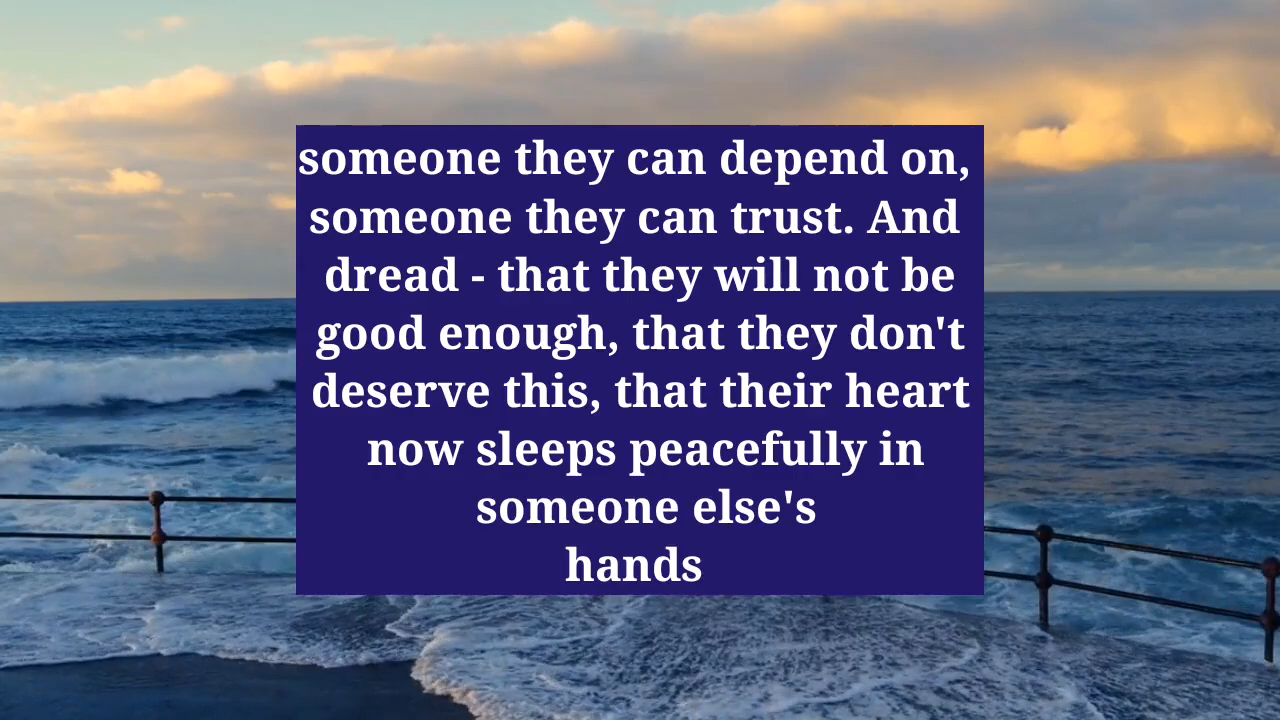 someone they can depend on,
someone they can trust. And
dread - that they will not be
good enough, that they don't
deserve this, that their heart
now sleeps peacefully in
someone else's
hands